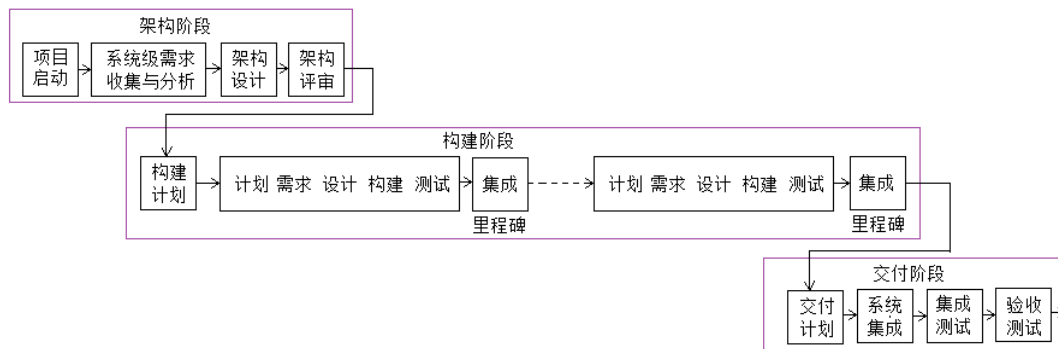 架构阶段
项目
启动
系统级需求
收集与分析
架构
设计
架构
评审
构建阶段
构建
计划
计划 需求 设计 构建 测试
集成
里程碑
计划 需求 设计 构建 测试
集成
里程碑
交付阶段
交付
计划
系统
集成
集成
测试
验收
测试